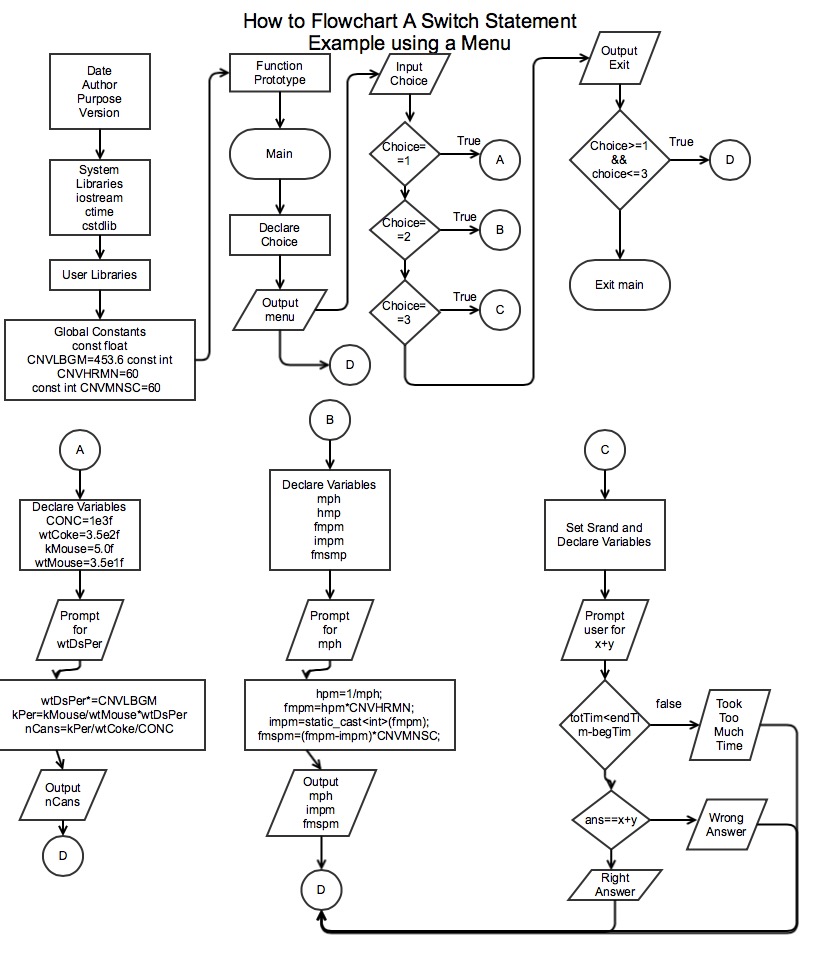 How to Flowchart A Switch Statement
Example using a Menu
Date
Author
Purpose
Version
System
Libraries
iostream
ctime
cstdlib
User Libraries
Global Constants
const float
CNVLBGM=453.6 const int
CNVHRMN=60
const int CNVMNSC=60
Function
Prototype
Main
Declare
Choice
Output
menu
D
Input
Choice
Choice=
=1
True
A
Choice=
=2
True
B
Choice=
=3
True
C
Output
Exit
Choice>=1
&&
choice<=3
True
D
Exit main
A
Declare Variables
CONC=1e3f
wtCoke=3.5e2f
kMouse=5.0f
wtMouse=3.5e1f
Prompt
for
wtDsPer
wtDsPer*=CNVLBGM
kPer=kMouse/wtMouse*wtDsPer
nCans=kPer/wtCoke/CONC
Output
nCans
D
B
Declare Variables
mph
hmp
fmpm
impm
fmsmp
Prompt
for
mph
hpm=1/mph;
fmpm=hpm*CNVHRMN;
impm=static_cast<int>(fmpm);
fmspm=(fmpm-impm)*CNVMNSC;
Output
mph
impm
fmspm
D
C
Set Srand and
Declare Variables
Prompt
user for
x+y
totTim<endTi
m-begTim
false
Took
Too
Much
Time
ans==x+y
Wrong
Answer
Right
Answer